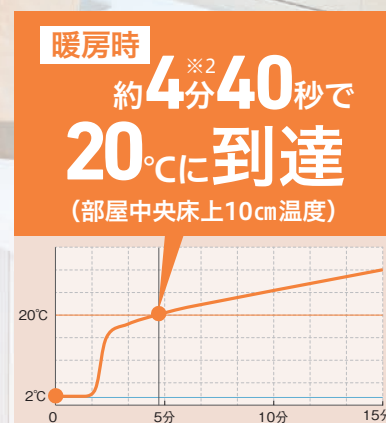 暖房時
約4分※240秒で
20℃に到達
(部屋中央床上10㎝温度)
20℃
2℃
0 5分 10分 15分